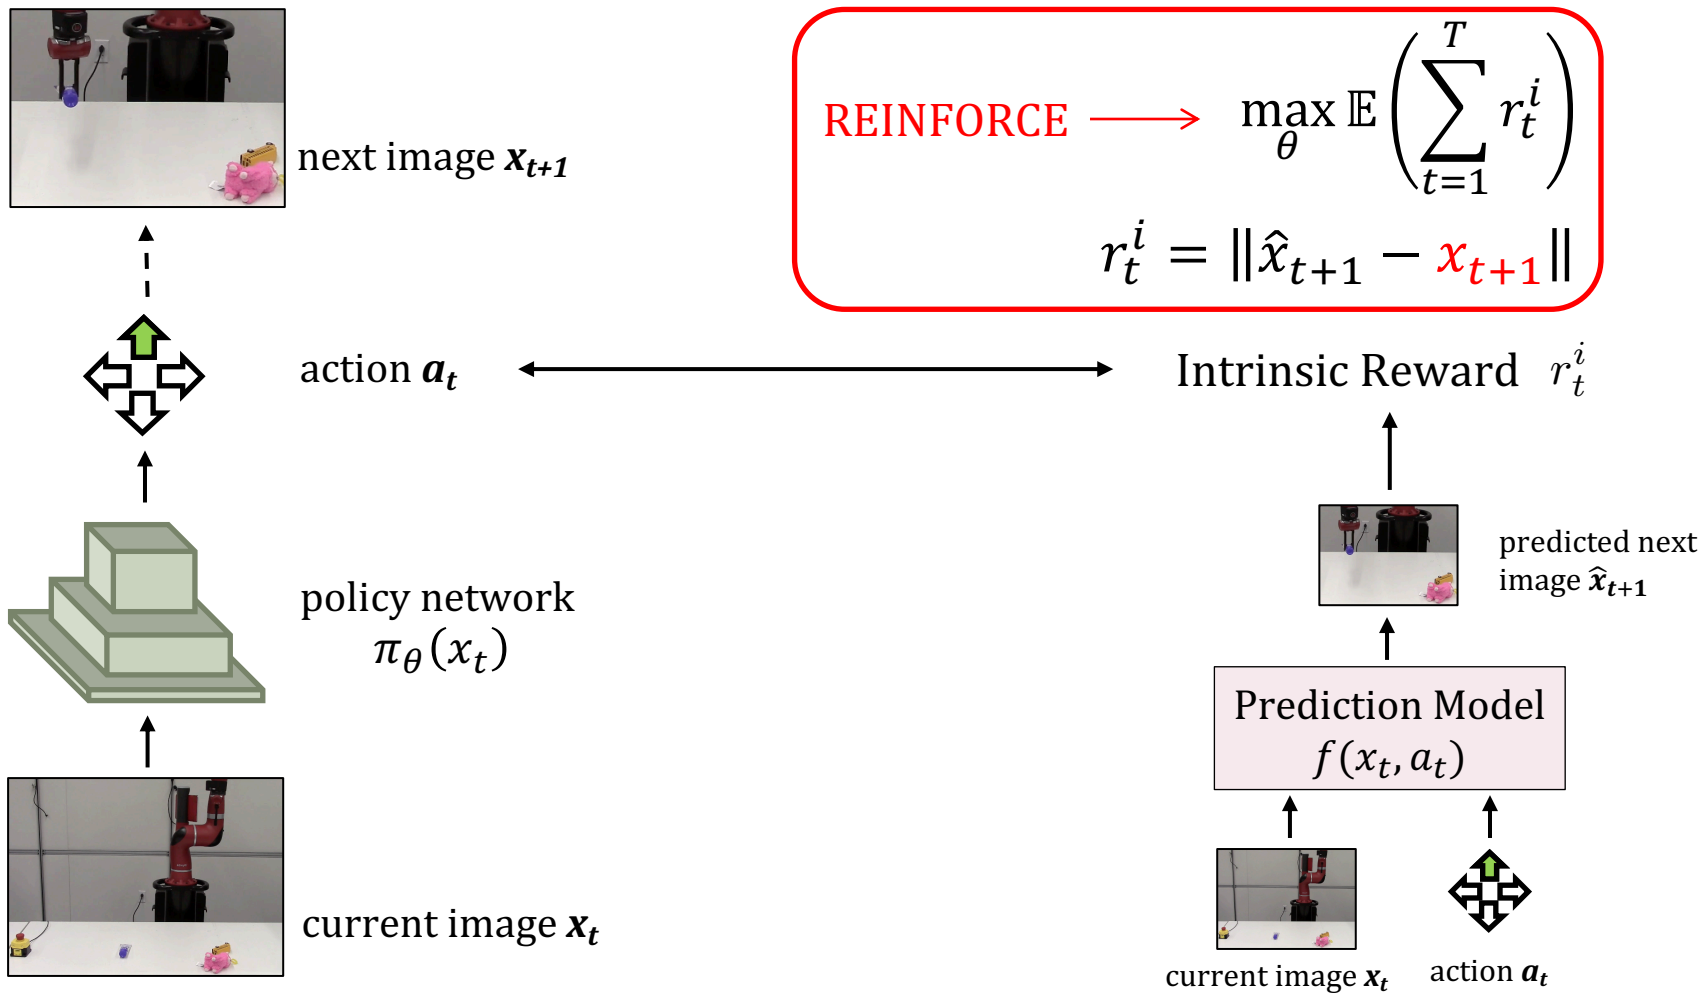 next image x_{t+1}
REINFORCE → \max_θ 𝔼 ( \sum_{t=1}^{T} r_t^i )
r_t^i = ‖x̂_{t+1} − x_{t+1}‖
action a_t
Intrinsic Reward r_t^i
predicted next
image x̂_{t+1}
policy network
π_θ(x_t)
Prediction Model
f(x_t, a_t)
current image x_t
current image x_t
action a_t